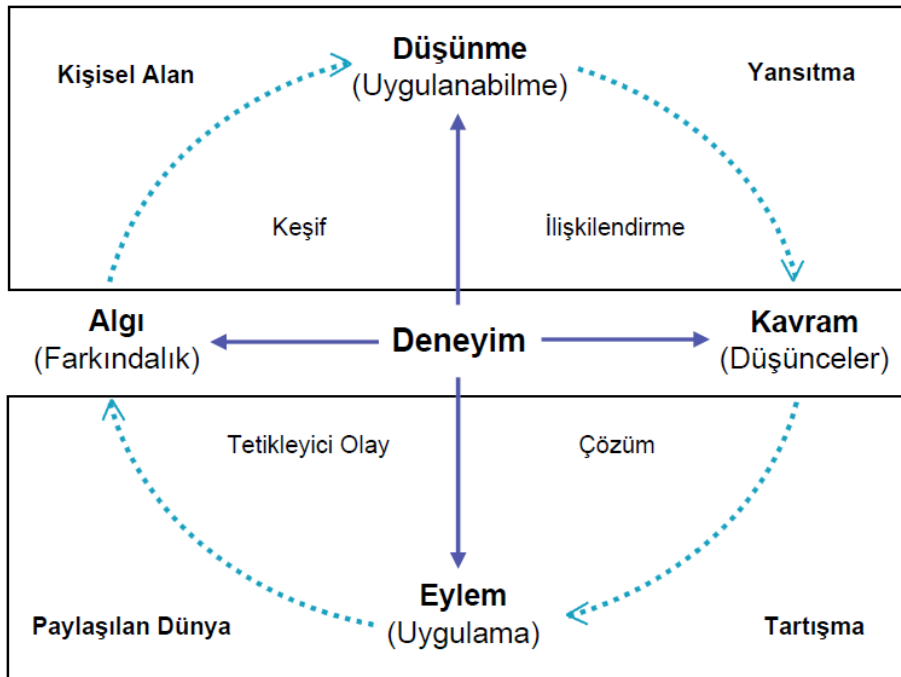 Düşünme
(Uygulanabilme)
Kişisel Alan
Yansıtma
Keşif
İlişkilendirme
Algı
(Farkındalık)
Deneyim
Kavram
(Düşünceler)
Tetikleyici Olay
Çözüm
Eylem
(Uygulama)
Paylaşılan Dünya
Tartışma